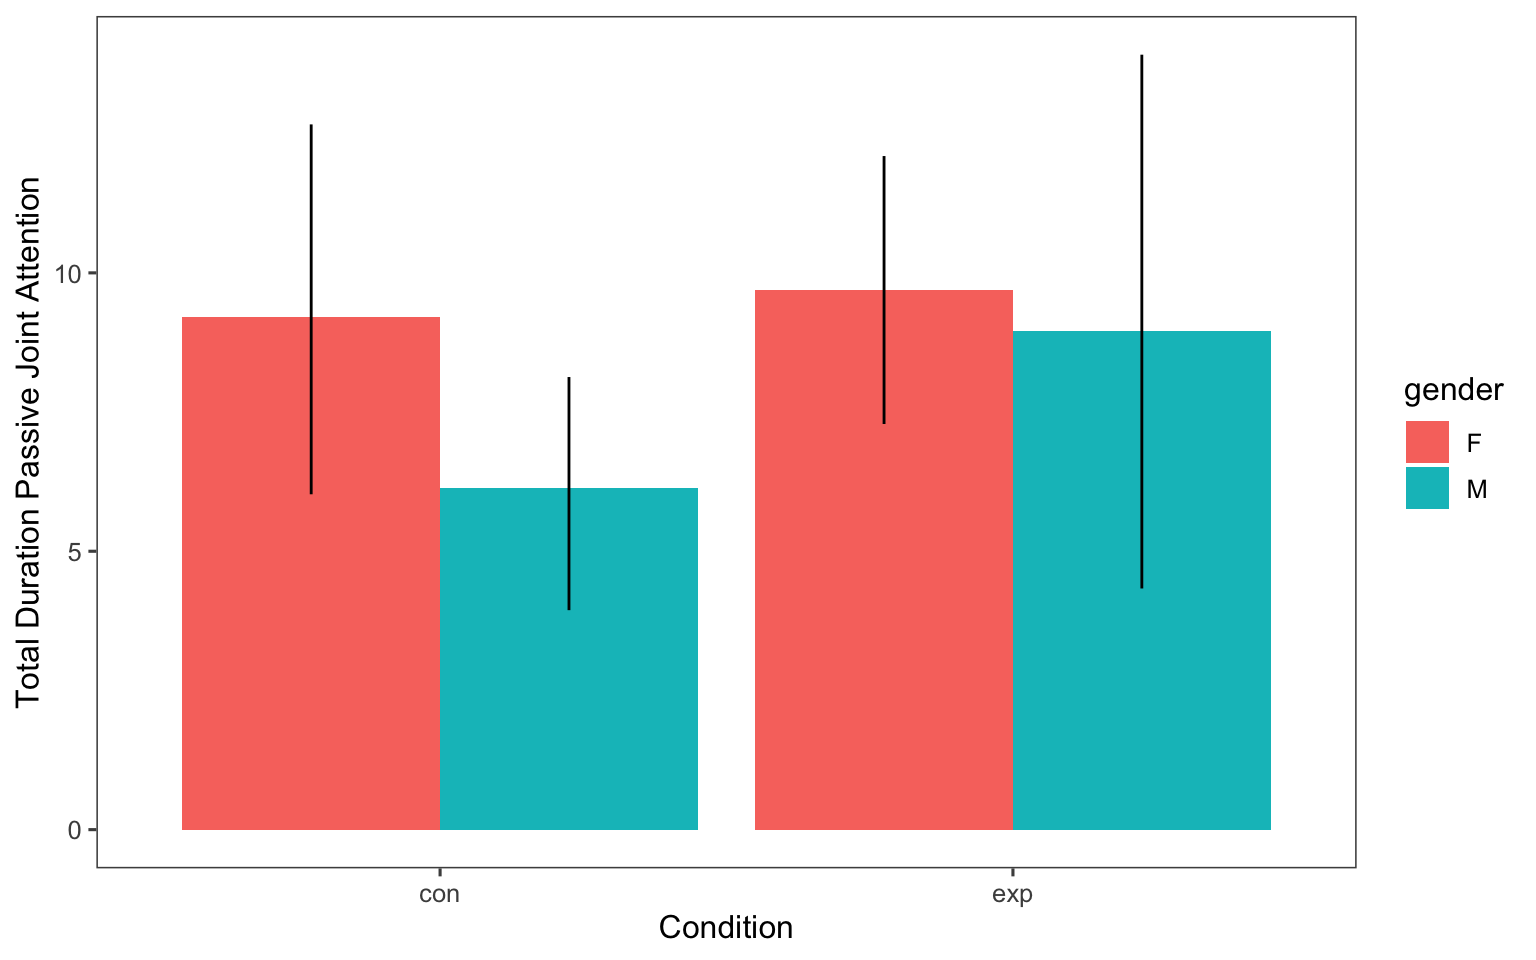 Total Duration Passive Joint Attention
10
5
0
con
exp
Condition
gender
F
M